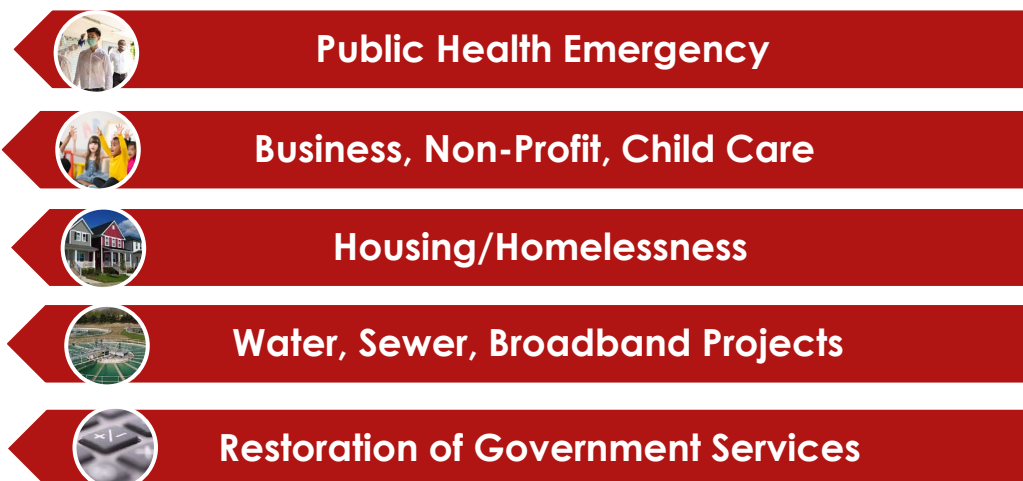 Public Health Emergency
Business, Non-Profit, Child Care
Housing/Homelessness
Water, Sewer, Broadband Projects
×|−
Restoration of Government Services